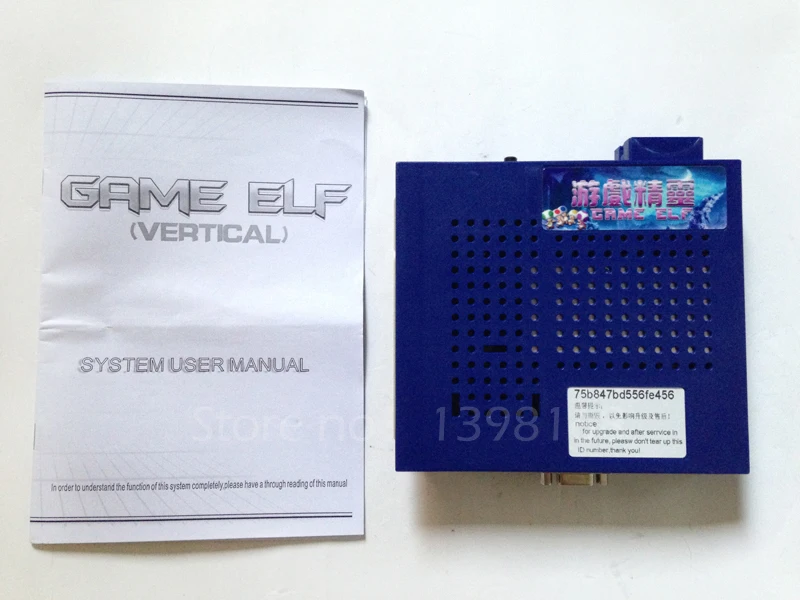 GAME ELF
(VERTICAL)
SYSTEM USER MANUAL
In order to understand the function of this system completely,please have a through reading of this manual
游戲精靈
GAME ELF
75b847bd556fe456
notice
for upgrade and after serrvice in
in the future, pleasw don't tear up this
ID number,thank you!
Store No: 13981